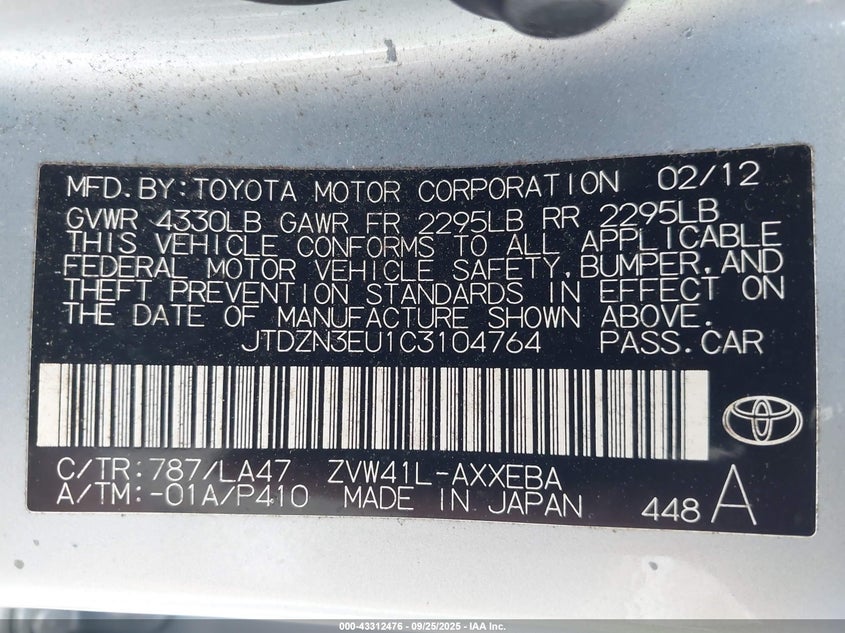 MFD.BY:TOYOTA MOTOR CORPORATION 02/12
GVWR 4330LB GAWR FR 2295LB RR 2295LB
THIS VEHICLE CONFORMS TO ALL APPLICABLE
FEDERAL MOTOR VEHICLE SAFETY,BUMPER,AND
THEFT PREVENTION STANDARDS IN EFFECT ON
THE DATE OF MANUFACTURE SHOWN ABOVE.
JTDZN3EU1C3104764 PASS.CAR
C/TR:787/LA47 ZVW41L-AXXEBA
A/TM:-01A/P410 MADE IN JAPAN 448 A
000-43312476 - 09/25/2025 - IAA Inc.